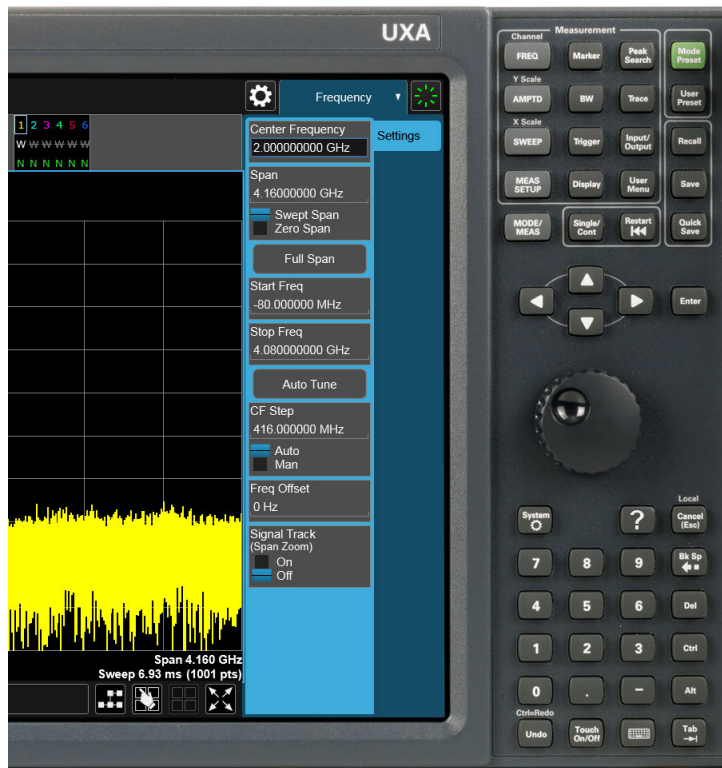 UXA
Frequency
1 2 3 4 5 6
W W W W W W
N N N N N N
Center Frequency
2.000000000 GHz
Settings
Span
4.16000000 GHz
Swept Span
Zero Span
Full Span
Start Freq
-80.000000 MHz
Stop Freq
4.080000000 GHz
Auto Tune
CF Step
416.000000 MHz
Auto
Man
Freq Offset
0 Hz
Signal Track
(Span Zoom)
On
Off
Span 4.160 GHz
Sweep 6.93 ms (1001 pts)
Measurement
Channel
FREQ
Marker
Peak
Search
Mode
Preset
Y Scale
AMPTD
BW
Trace
User
Preset
X Scale
SWEEP
Trigger
Input/
Output
Recall
MEAS
SETUP
Display
User
Menu
Save
MODE/
MEAS
Single/
Cont
Restart
Quick
Save
Enter
Local
System
?
Cancel
(Esc)
7
8
9
Bk Sp
4
5
6
Del
1
2
3
Ctrl
0
.
–
Alt
Ctrl=Redo
Undo
Touch
On/Off
Tab